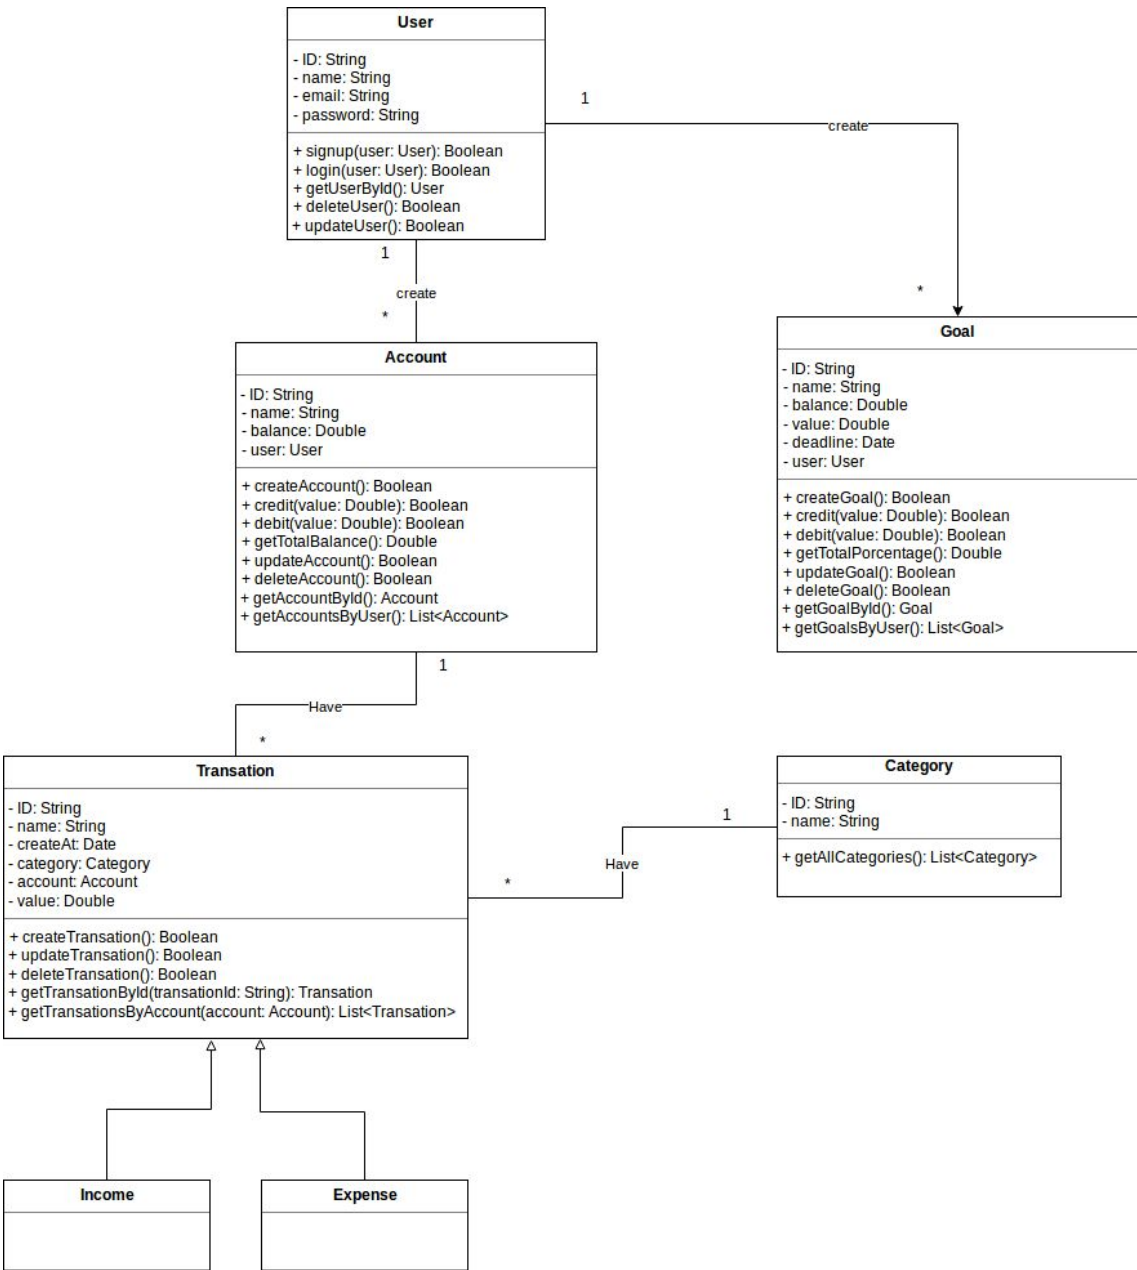 User
- ID: String
- name: String
- email: String
- password: String
+ signup(user: User): Boolean
+ login(user: User): Boolean
+ getUserById(): User
+ deleteUser(): Boolean
+ updateUser(): Boolean
1
create
1
create
*
*
Account
- ID: String
- name: String
- balance: Double
- user: User
+ createAccount(): Boolean
+ credit(value: Double): Boolean
+ debit(value: Double): Boolean
+ getTotalBalance(): Double
+ updateAccount(): Boolean
+ deleteAccount(): Boolean
+ getAccountById(): Account
+ getAccountsByUser(): List<Account>
Goal
- ID: String
- name: String
- balance: Double
- value: Double
- deadline: Date
- user: User
+ createGoal(): Boolean
+ credit(value: Double): Boolean
+ debit(value: Double): Boolean
+ getTotalPorcentage(): Double
+ updateGoal(): Boolean
+ deleteGoal(): Boolean
+ getGoalById(): Goal
+ getGoalsByUser(): List<Goal>
1
Have
*
Transation
- ID: String
- name: String
- createAt: Date
- category: Category
- account: Account
- value: Double
+ createTransation(): Boolean
+ updateTransation(): Boolean
+ deleteTransation(): Boolean
+ getTransationById(transationId: String): Transation
+ getTransationsByAccount(account: Account): List<Transation>
1
Have
*
Category
- ID: String
- name: String
+ getAllCategories(): List<Category>
Income
Expense